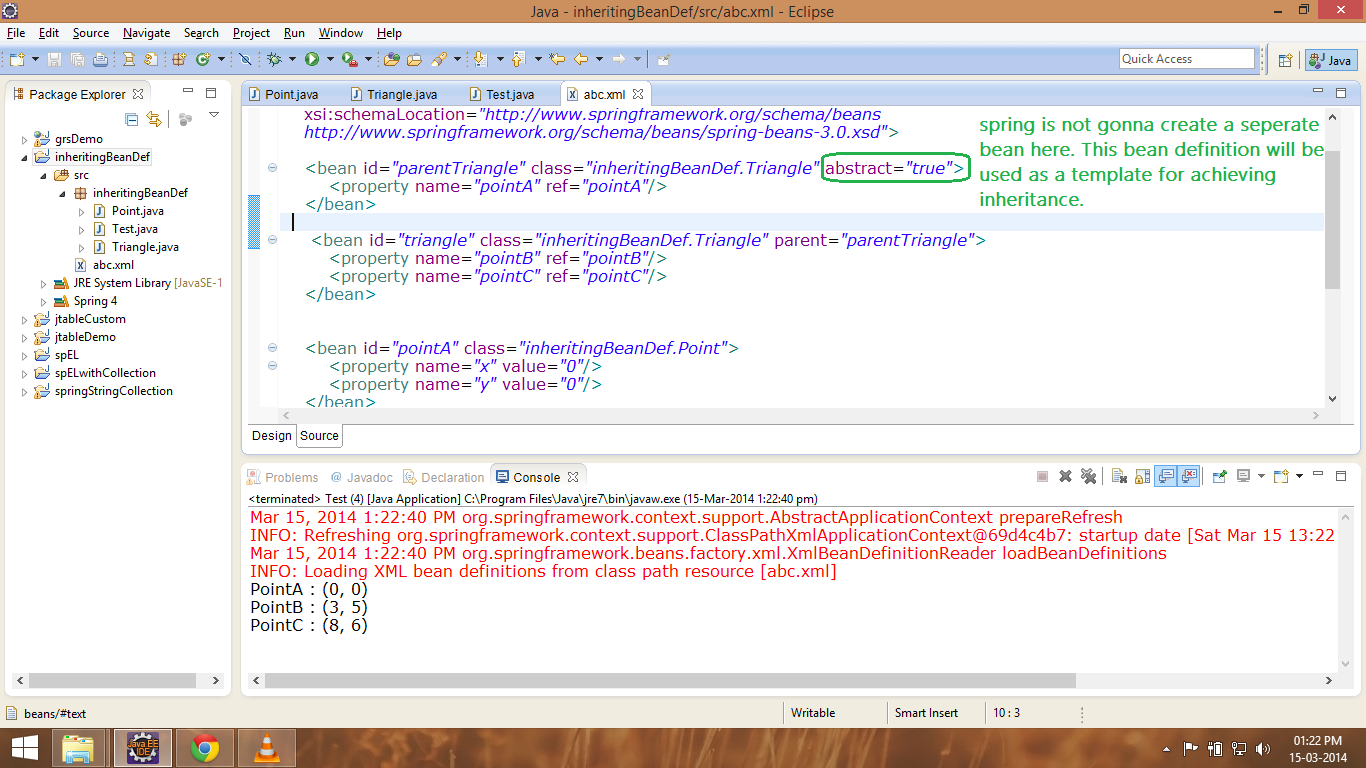 Java - inheritingBeanDef/src/abc.xml - Eclipse
File Edit Source Navigate Search Project Run Window Help
Quick Access
Java
Package Explorer
grsDemo
inheritingBeanDef
src
inheritingBeanDef
Point.java
Test.java
Triangle.java
abc.xml
JRE System Library [JavaSE-1
Spring 4
jtableCustom
jtableDemo
spEL
spELwithCollection
springStringCollection
Point.java Triangle.java Test.java abc.xml
xsi:schemaLocation="http://www.springframework.org/schema/beans
http://www.springframework.org/schema/beans/spring-beans-3.0.xsd">
<bean id="parentTriangle" class="inheritingBeanDef.Triangle" abstract="true">
<property name="pointA" ref="pointA"/>
</bean>
<bean id="triangle" class="inheritingBeanDef.Triangle" parent="parentTriangle">
<property name="pointB" ref="pointB"/>
<property name="pointC" ref="pointC"/>
</bean>
<bean id="pointA" class="inheritingBeanDef.Point">
<property name="x" value="0"/>
<property name="y" value="0"/>
</bean>
spring is not gonna create a seperate
bean here. This bean definition will be
used as a template for achieving
inheritance.
Design Source
Problems @ Javadoc Declaration Console
<terminated> Test (4) [Java Application] C:\Program Files\Java\jre7\bin\javaw.exe (15-Mar-2014 1:22:40 pm)
Mar 15, 2014 1:22:40 PM org.springframework.context.support.AbstractApplicationContext prepareRefresh
INFO: Refreshing org.springframework.context.support.ClassPathXmlApplicationContext@69d4c4b7: startup date [Sat Mar 15 13:22
Mar 15, 2014 1:22:40 PM org.springframework.beans.factory.xml.XmlBeanDefinitionReader loadBeanDefinitions
INFO: Loading XML bean definitions from class path resource [abc.xml]
PointA : (0, 0)
PointB : (3, 5)
PointC : (8, 6)
beans/#text
Writable
Smart Insert
10 : 3
Java EE
IDE
01:22 PM
15-03-2014